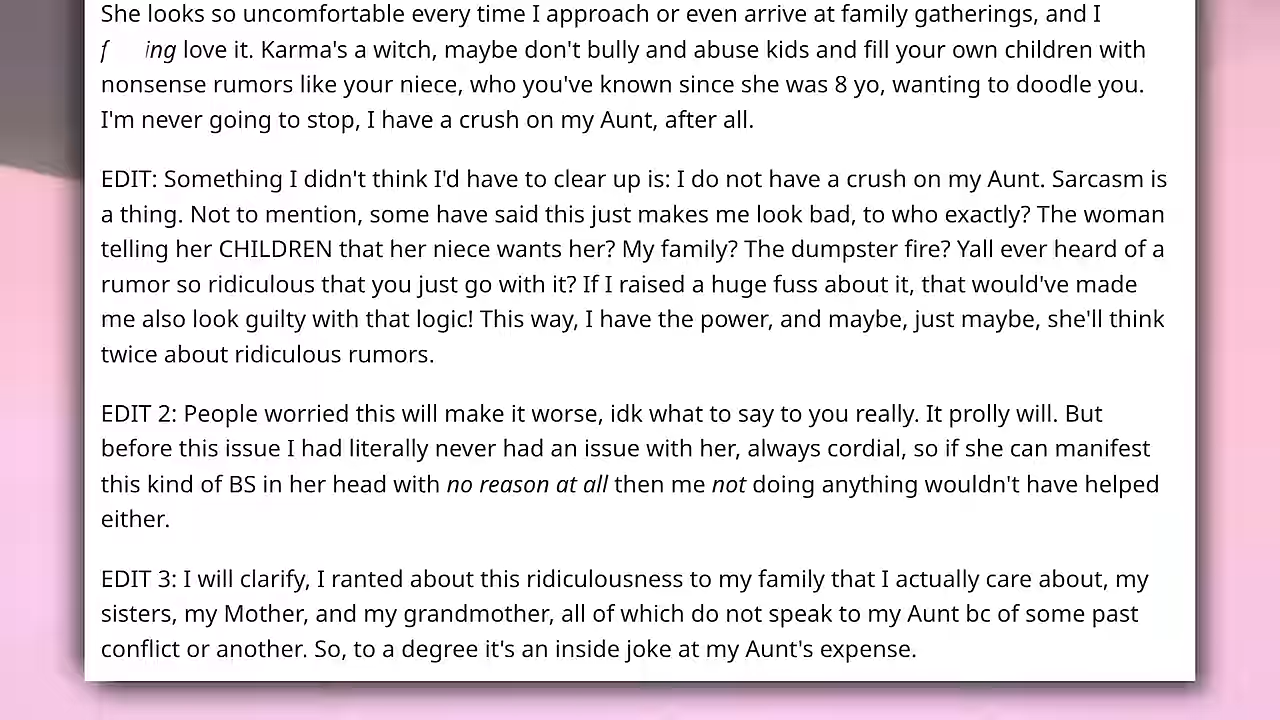 She looks so uncomfortable every time I approach or even arrive at family gatherings, and I
f ing love it. Karma's a witch, maybe don't bully and abuse kids and fill your own children with
nonsense rumors like your niece, who you've known since she was 8 yo, wanting to doodle you.
I'm never going to stop, I have a crush on my Aunt, after all.
EDIT: Something I didn't think I'd have to clear up is: I do not have a crush on my Aunt. Sarcasm is
a thing. Not to mention, some have said this just makes me look bad, to who exactly? The woman
telling her CHILDREN that her niece wants her? My family? The dumpster fire? Yall ever heard of a
rumor so ridiculous that you just go with it? If I raised a huge fuss about it, that would've made
me also look guilty with that logic! This way, I have the power, and maybe, just maybe, she'll think
twice about ridiculous rumors.
EDIT 2: People worried this will make it worse, idk what to say to you really. It prolly will. But
before this issue I had literally never had an issue with her, always cordial, so if she can manifest
this kind of BS in her head with no reason at all then me not doing anything wouldn't have helped
either.
EDIT 3: I will clarify, I ranted about this ridiculousness to my family that I actually care about, my
sisters, my Mother, and my grandmother, all of which do not speak to my Aunt bc of some past
conflict or another. So, to a degree it's an inside joke at my Aunt's expense.